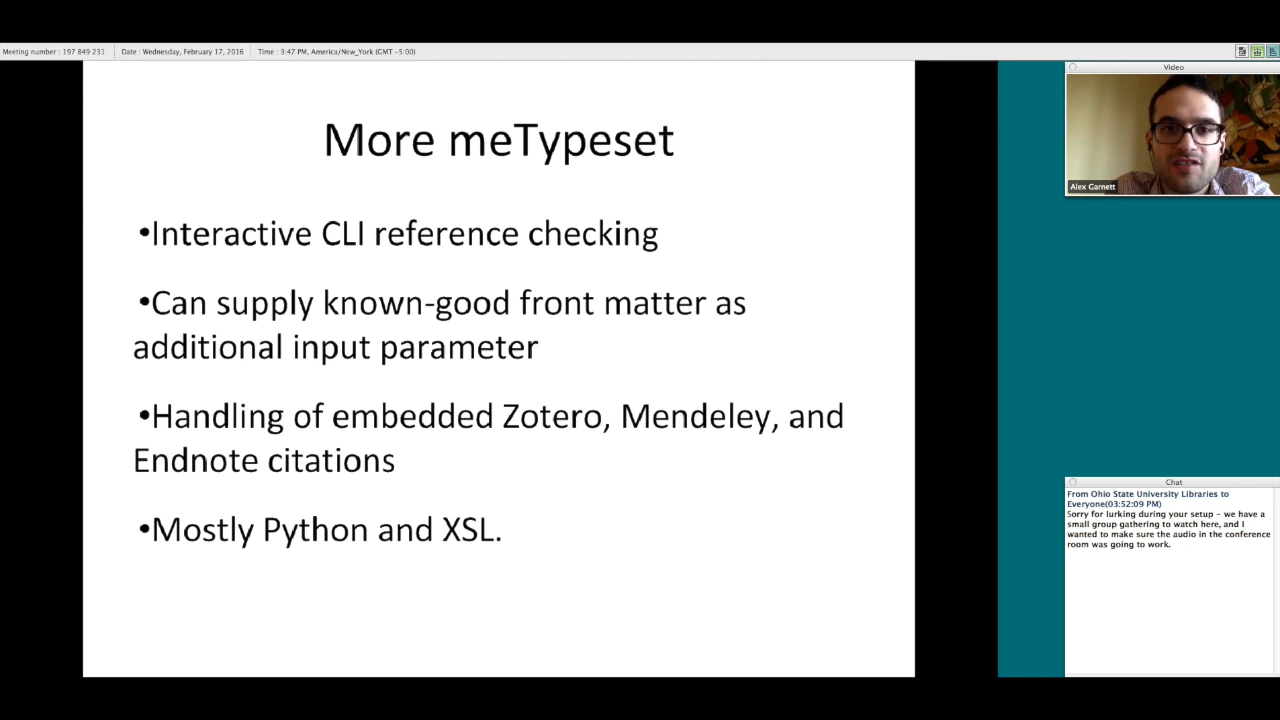 Meeting number : 197 849 231
Date : Wednesday, February 17, 2016
Time : 3:47 PM, America/New_York (GMT -5:00)
More meTypeset
•Interactive CLI reference checking
•Can supply known-good front matter as
additional input parameter
•Handling of embedded Zotero, Mendeley, and
Endnote citations
•Mostly Python and XSL.
Video
Alex Garnett
Chat
From Ohio State University Libraries to
Everyone(03:52:09 PM)
Sorry for lurking during your setup - we have a
small group gathering to watch here, and I
wanted to make sure the audio in the conference
room was going to work.